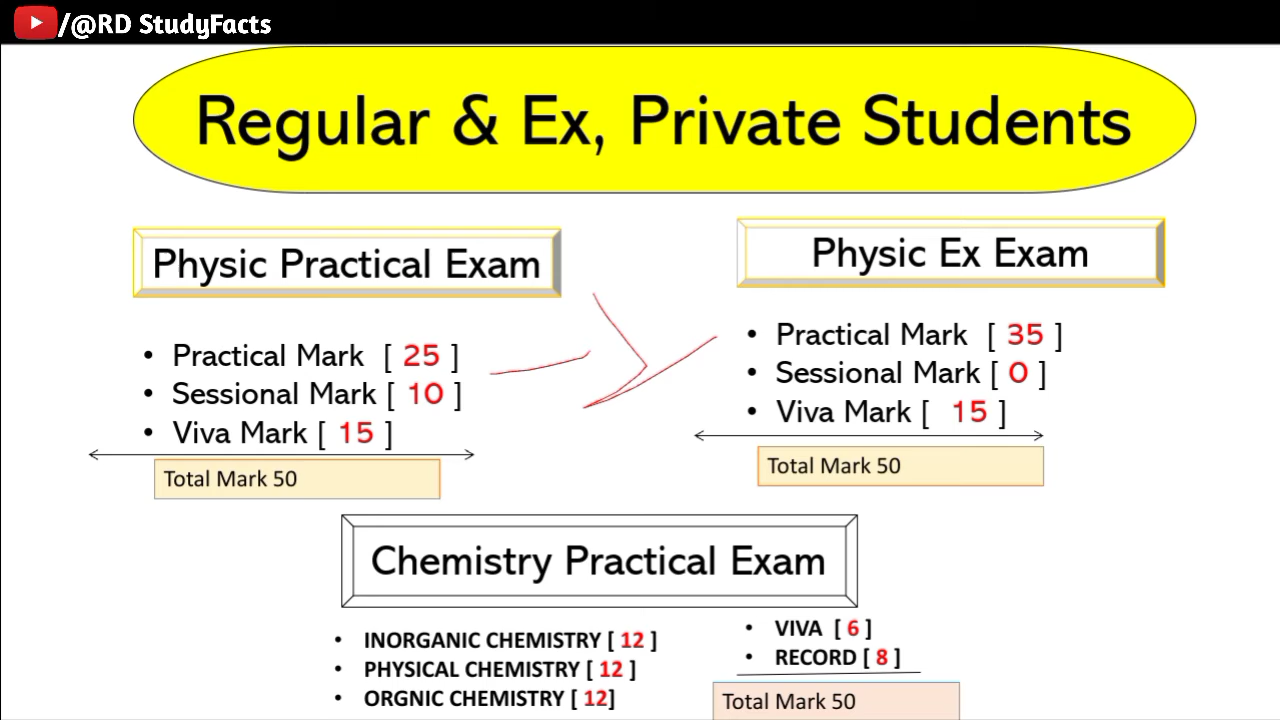 /@RD StudyFacts
Regular & Ex, Private Students
Physic Practical Exam
• Practical Mark [ 25 ]
• Sessional Mark [ 10 ]
• Viva Mark [ 15 ]
Total Mark 50
Physic Ex Exam
• Practical Mark [ 35 ]
• Sessional Mark [ 0 ]
• Viva Mark [ 15 ]
Total Mark 50
Chemistry Practical Exam
• INORGANIC CHEMISTRY [ 12 ]
• PHYSICAL CHEMISTRY [ 12 ]
• ORGNIC CHEMISTRY [ 12]
• VIVA [ 6 ]
• RECORD [ 8 ]
Total Mark 50